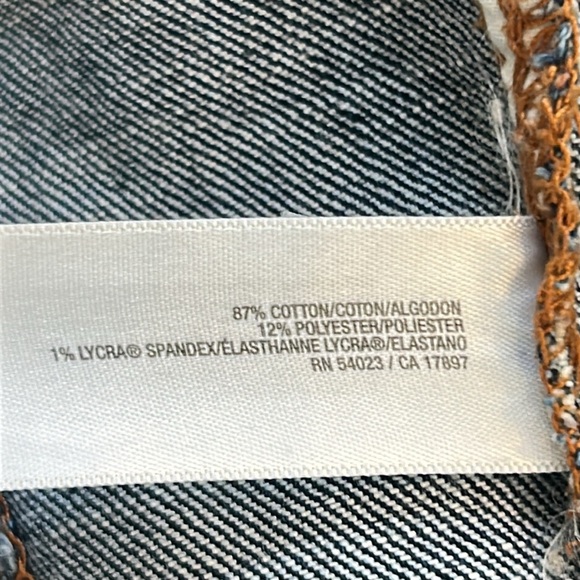 87% COTTON/COTON/ALGODON
12% POLYESTER/POLIESTER
1% LYCRA® SPANDEX/ÉLASTHANNE LYCRA®/ELASTANO
RN 54023 / CA 17897